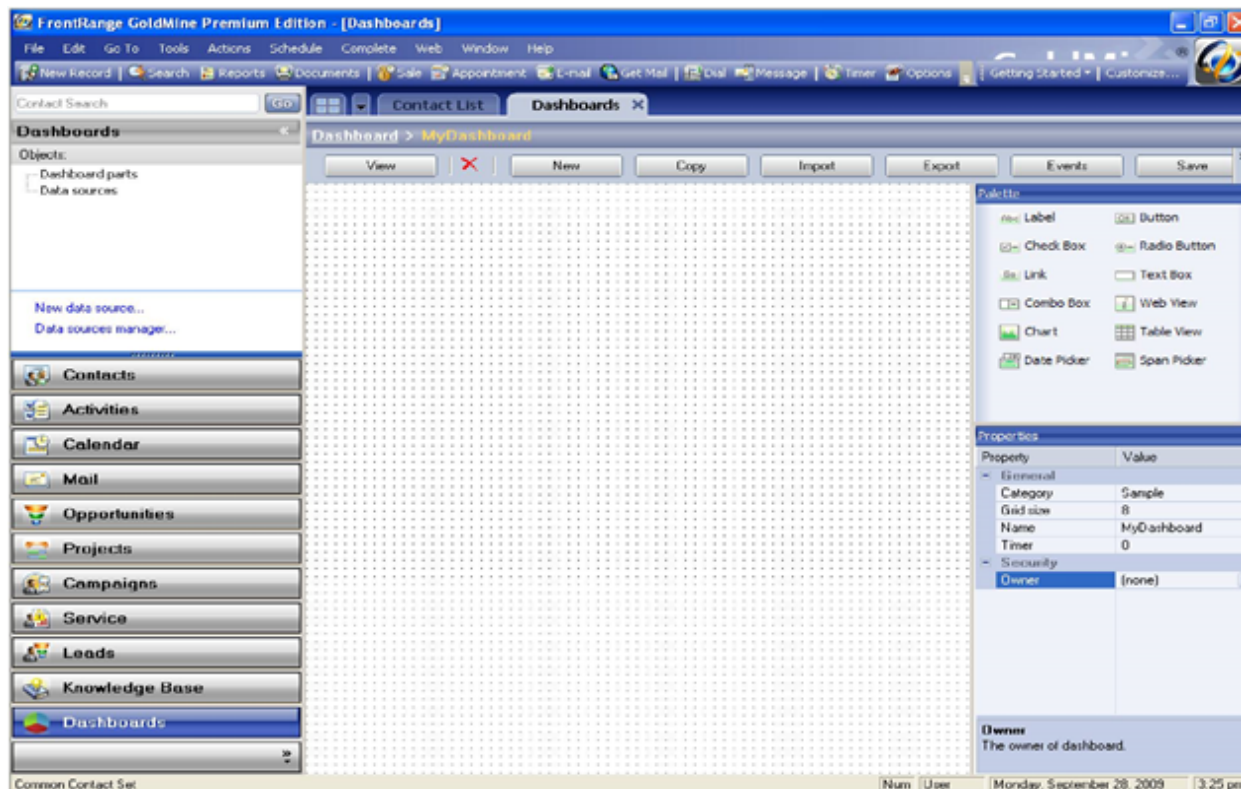 FrontRange GoldMine Premium Edition - [Dashboards]
File Edit Go To Tools Actions Schedule Complete Web Window Help
New Record | Search Reports Documents | Sale Appointment E-mail Get Mail | Dial Message | Timer Options Getting Started Customize...
Contact Search Go Contact List Dashboards
Dashboards
Dashboard > MyDashboard
Objects:
Dashboard parts
Data sources
View New Copy Import Export Events Save
New data source...
Data sources manager...
Contacts
Activities
Calendar
Mail
Opportunities
Projects
Campaigns
Service
Leads
Knowledge Base
Dashboards
Palette
Label Button
Check Box Radio Button
Link Text Box
Combo Box Web View
Chart Table View
Date Picker Span Picker
Properties
Property Value
General
Category Sample
Grid size 8
Name MyDashboard
Timer 0
Security
Owner (none)
Owner
The owner of dashboard.
Common Contact Set Num User Monday, September 28, 2009 3:25 pm